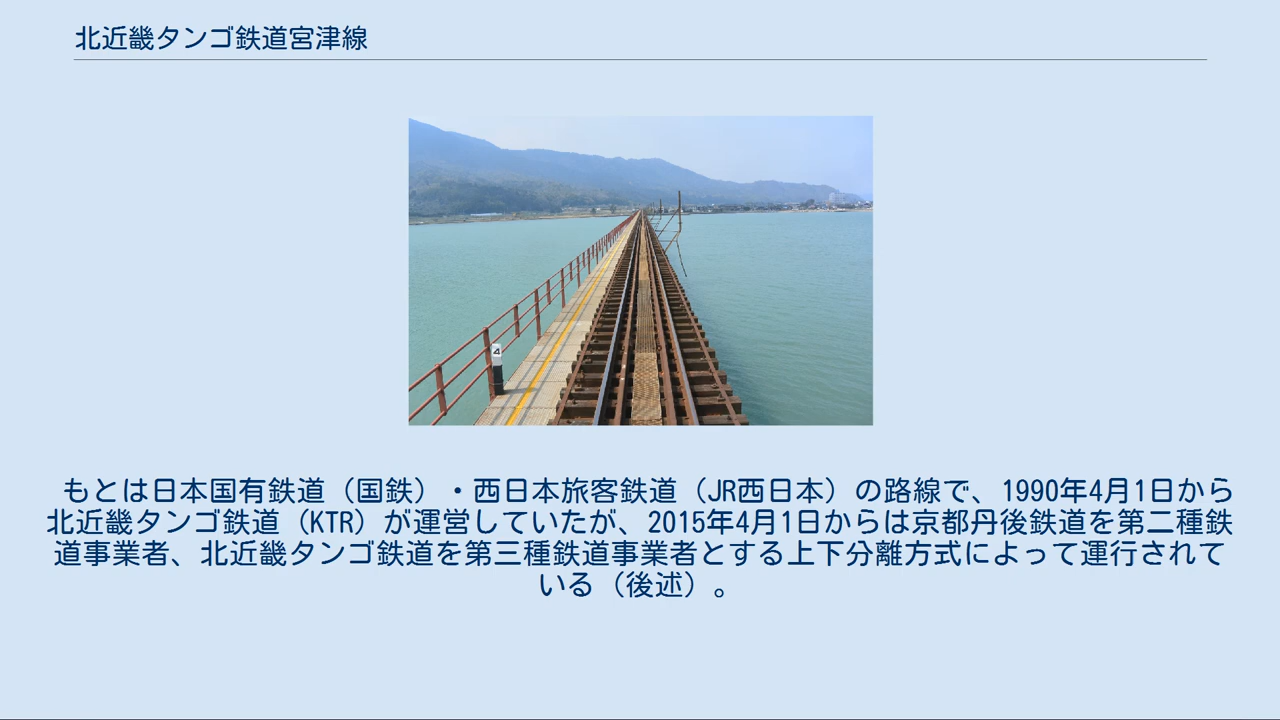 北近畿タンゴ鉄道宮津線
4
もとは日本国有鉄道（国鉄）・西日本旅客鉄道（JR西日本）の路線で、1990年4月1日から
北近畿タンゴ鉄道（KTR）が運営していたが、2015年4月1日からは京都丹後鉄道を第二種鉄
道事業者、北近畿タンゴ鉄道を第三種鉄道事業者とする上下分離方式によって運行されて
いる（後述）。